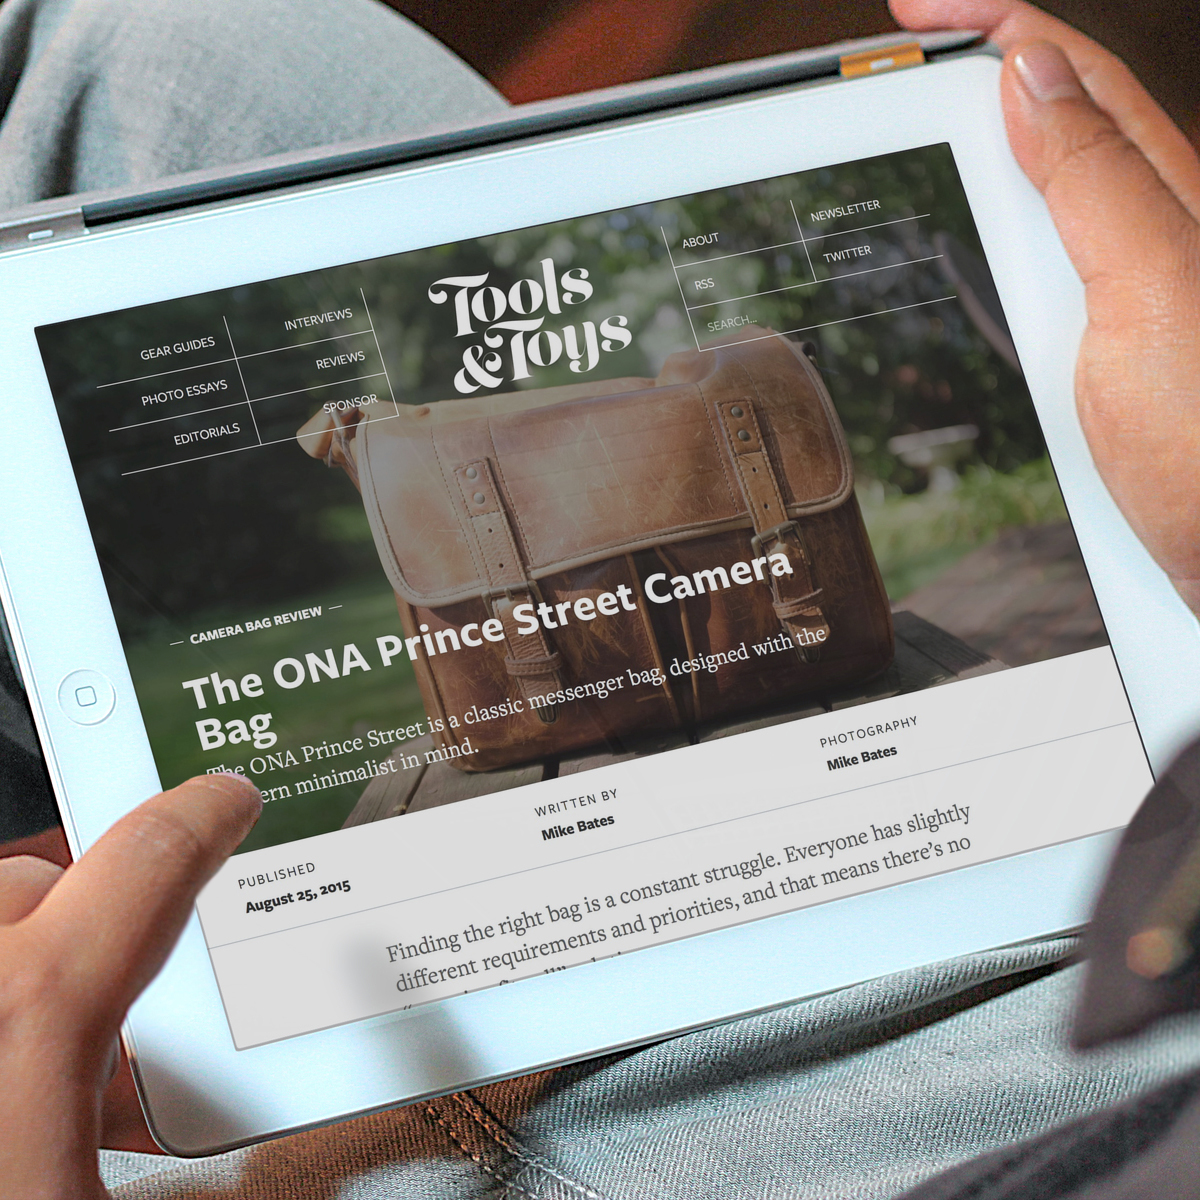 GEAR GUIDES
INTERVIEWS
PHOTO ESSAYS
REVIEWS
EDITORIALS
SPONSOR
Tools
&Toys
ABOUT
NEWSLETTER
RSS
TWITTER
SEARCH...
— CAMERA BAG REVIEW —
The ONA Prince Street Camera
Bag
The ONA Prince Street is a classic messenger bag, designed with the
ern minimalist in mind.
PUBLISHED
August 25, 2015
WRITTEN BY
Mike Bates
PHOTOGRAPHY
Mike Bates
Finding the right bag is a constant struggle. Everyone has slightly
different requirements and priorities, and that means there's no